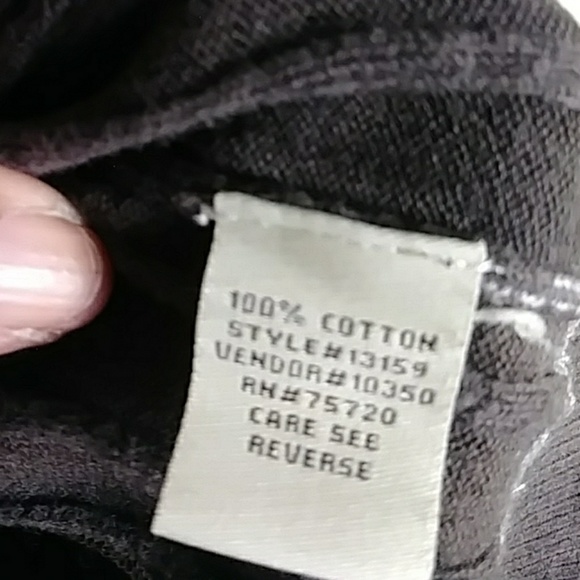 100% COTTON
STYLE#13159
VENDOR#10350
RN#75720
CARE SEE
REVERSE